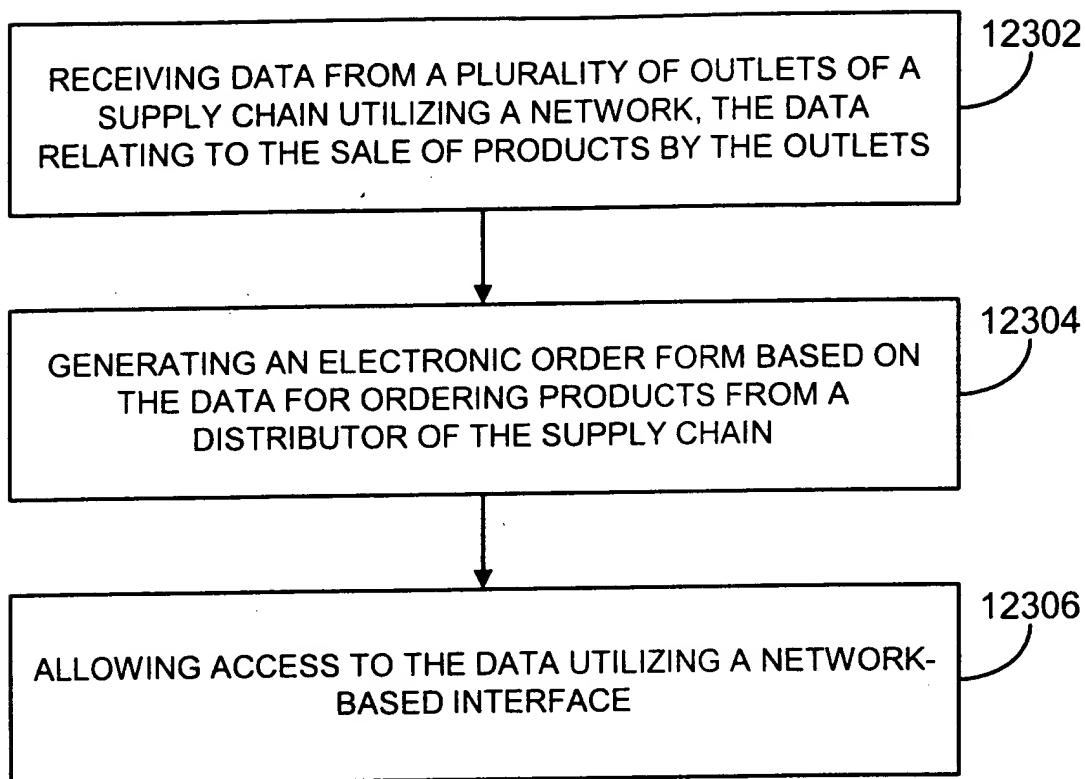 12302
RECEIVING DATA FROM A PLURALITY OF OUTLETS OF A
SUPPLY CHAIN UTILIZING A NETWORK, THE DATA
RELATING TO THE SALE OF PRODUCTS BY THE OUTLETS
12304
GENERATING AN ELECTRONIC ORDER FORM BASED ON
THE DATA FOR ORDERING PRODUCTS FROM A
DISTRIBUTOR OF THE SUPPLY CHAIN
12306
ALLOWING ACCESS TO THE DATA UTILIZING A NETWORK-
BASED INTERFACE